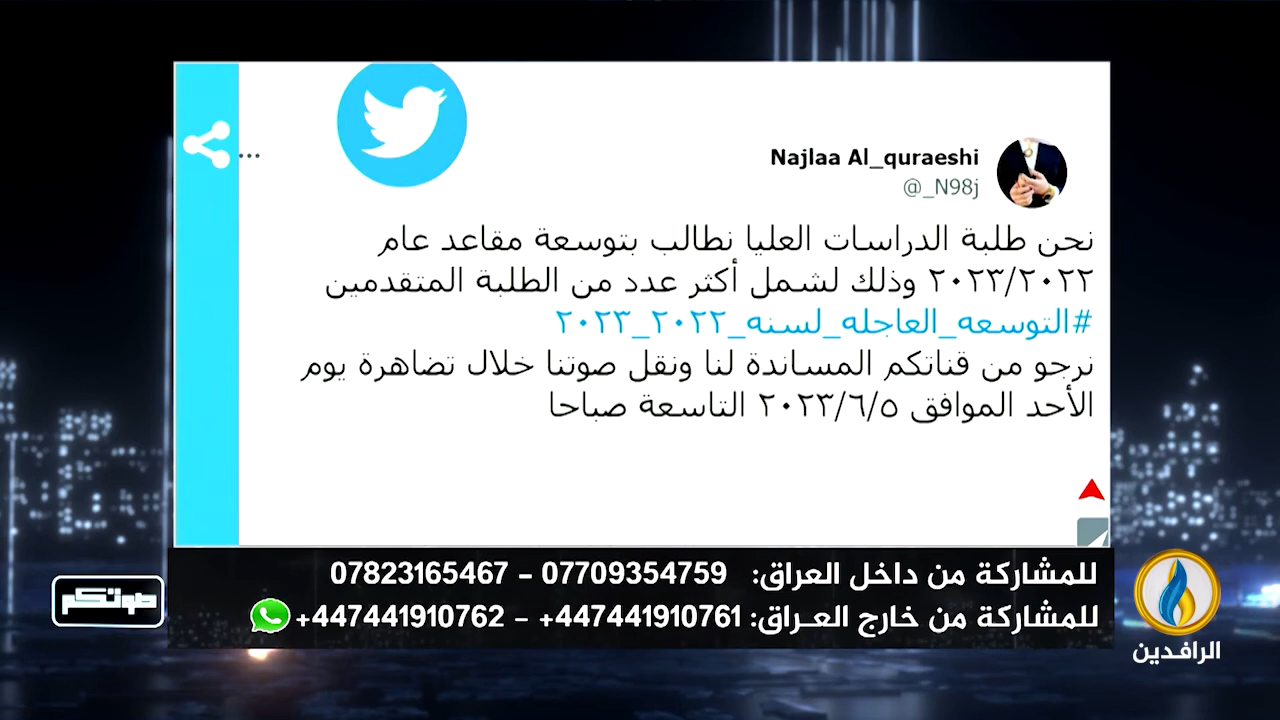 Najlaa Al_quraeshi
@_N98j
نحن طلبة الدراسات العليا نطالب بتوسعة مقاعد عام
٢٠٢٣/٢٠٢٢ وذلك لشمل أكثر عدد من الطلبة المتقدمين
#التوسعه_العاجله_لسنه_٢٠٢٢_٢٠٢٣
نرجو من قناتكم المساندة لنا ونقل صوتنا خلال تضاهرة يوم
الأحد الموافق ٢٠٢٣/٦/٥ التاسعة صباحا
للمشاركة من داخل العراق: 07709354759 - 07823165467
للمشاركة من خارج العـراق: 447441910761+ - 447441910762+
صوتكم
الرافـدين